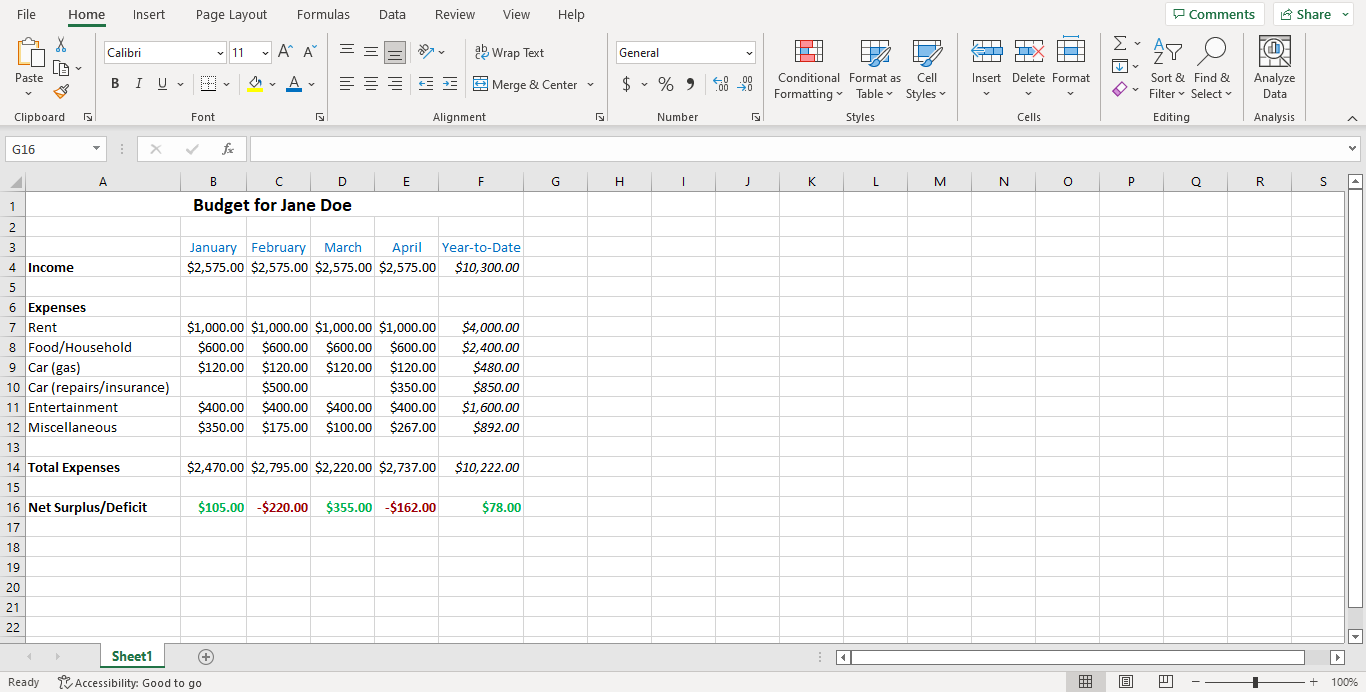 File Home Insert Page Layout Formulas Data Review View Help Comments Share
Calibri 11 Wrap Text General
Paste B I U Merge & Center $ % Conditional Formatting Format as Table Cell Styles Insert Delete Format Sort & Filter Find & Select Analyze Data
Clipboard Font Alignment Number Styles Cells Editing Analysis
G16 fx
A B C D E F G H I J K L M N O P Q R S
1 Budget for Jane Doe
2
3 January February March April Year-to-Date
4 Income $2,575.00 $2,575.00 $2,575.00 $2,575.00 $10,300.00
5
6 Expenses
7 Rent $1,000.00 $1,000.00 $1,000.00 $1,000.00 $4,000.00
8 Food/Household $600.00 $600.00 $600.00 $600.00 $2,400.00
9 Car (gas) $120.00 $120.00 $120.00 $120.00 $480.00
10 Car (repairs/insurance) $500.00 $350.00 $850.00
11 Entertainment $400.00 $400.00 $400.00 $400.00 $1,600.00
12 Miscellaneous $350.00 $175.00 $100.00 $267.00 $892.00
13
14 Total Expenses $2,470.00 $2,795.00 $2,220.00 $2,737.00 $10,222.00
15
16 Net Surplus/Deficit $105.00 -$220.00 $355.00 -$162.00 $78.00
17
18
19
20
21
22
Sheet1
Ready Accessibility: Good to go 100%